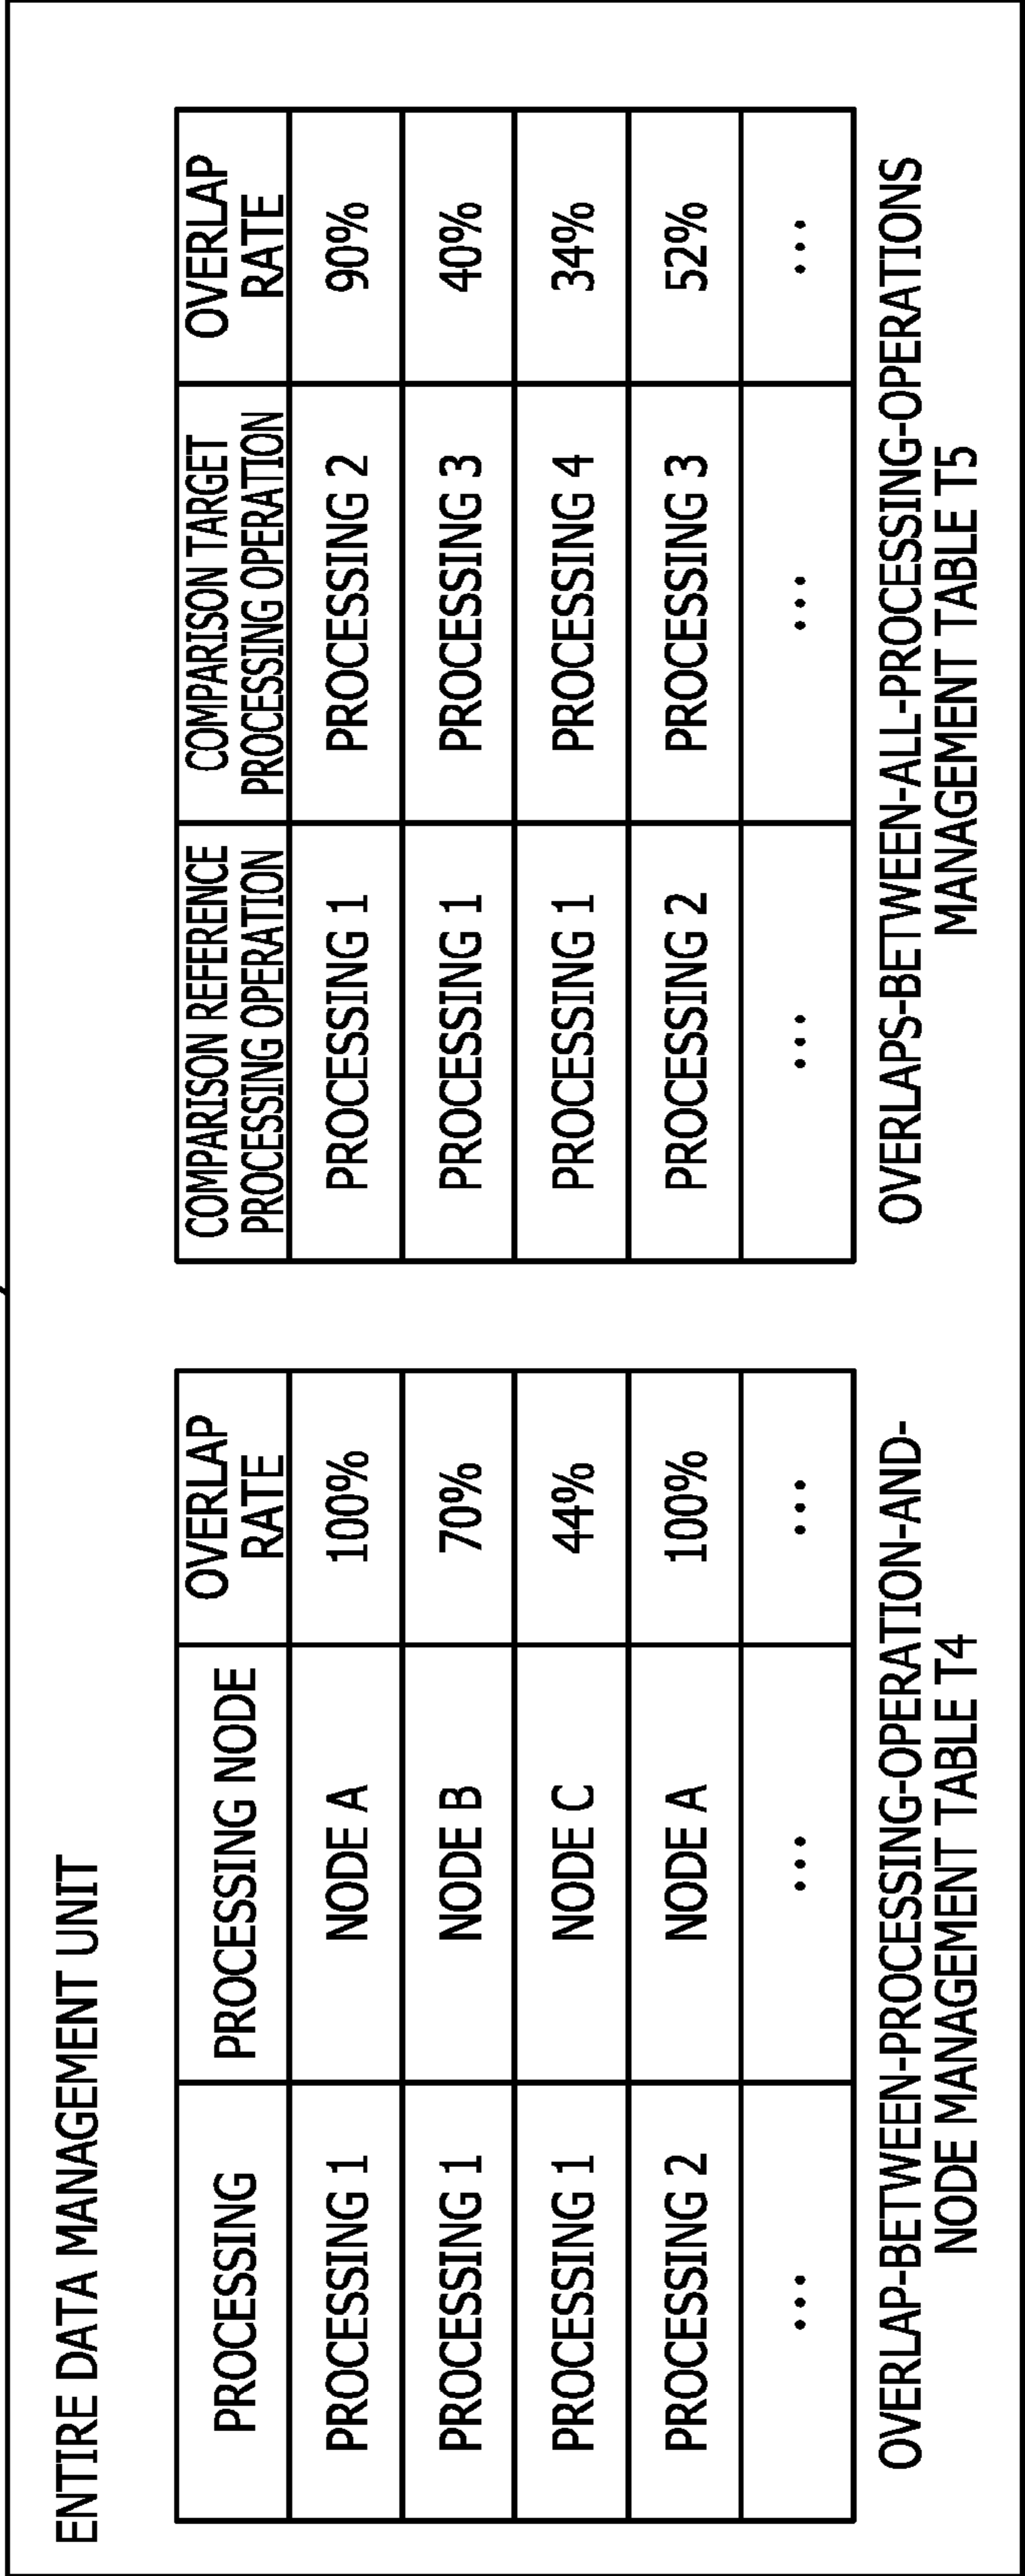 ENTIRE DATA MANAGEMENT UNIT
PROCESSING PROCESSING NODE OVERLAP RATE
PROCESSING 1 NODE A 100%
PROCESSING 1 NODE B 70%
PROCESSING 1 NODE C 44%
PROCESSING 2 NODE A 100%
... ... ...
OVERLAP-BETWEEN-PROCESSING-OPERATION-AND-
NODE MANAGEMENT TABLE T4
COMPARISON REFERENCE PROCESSING OPERATION COMPARISON TARGET PROCESSING OPERATION OVERLAP RATE
PROCESSING 1 PROCESSING 2 90%
PROCESSING 1 PROCESSING 3 40%
PROCESSING 1 PROCESSING 4 34%
PROCESSING 2 PROCESSING 3 52%
... ... ...
OVERLAPS-BETWEEN-ALL-PROCESSING-OPERATIONS
MANAGEMENT TABLE T5